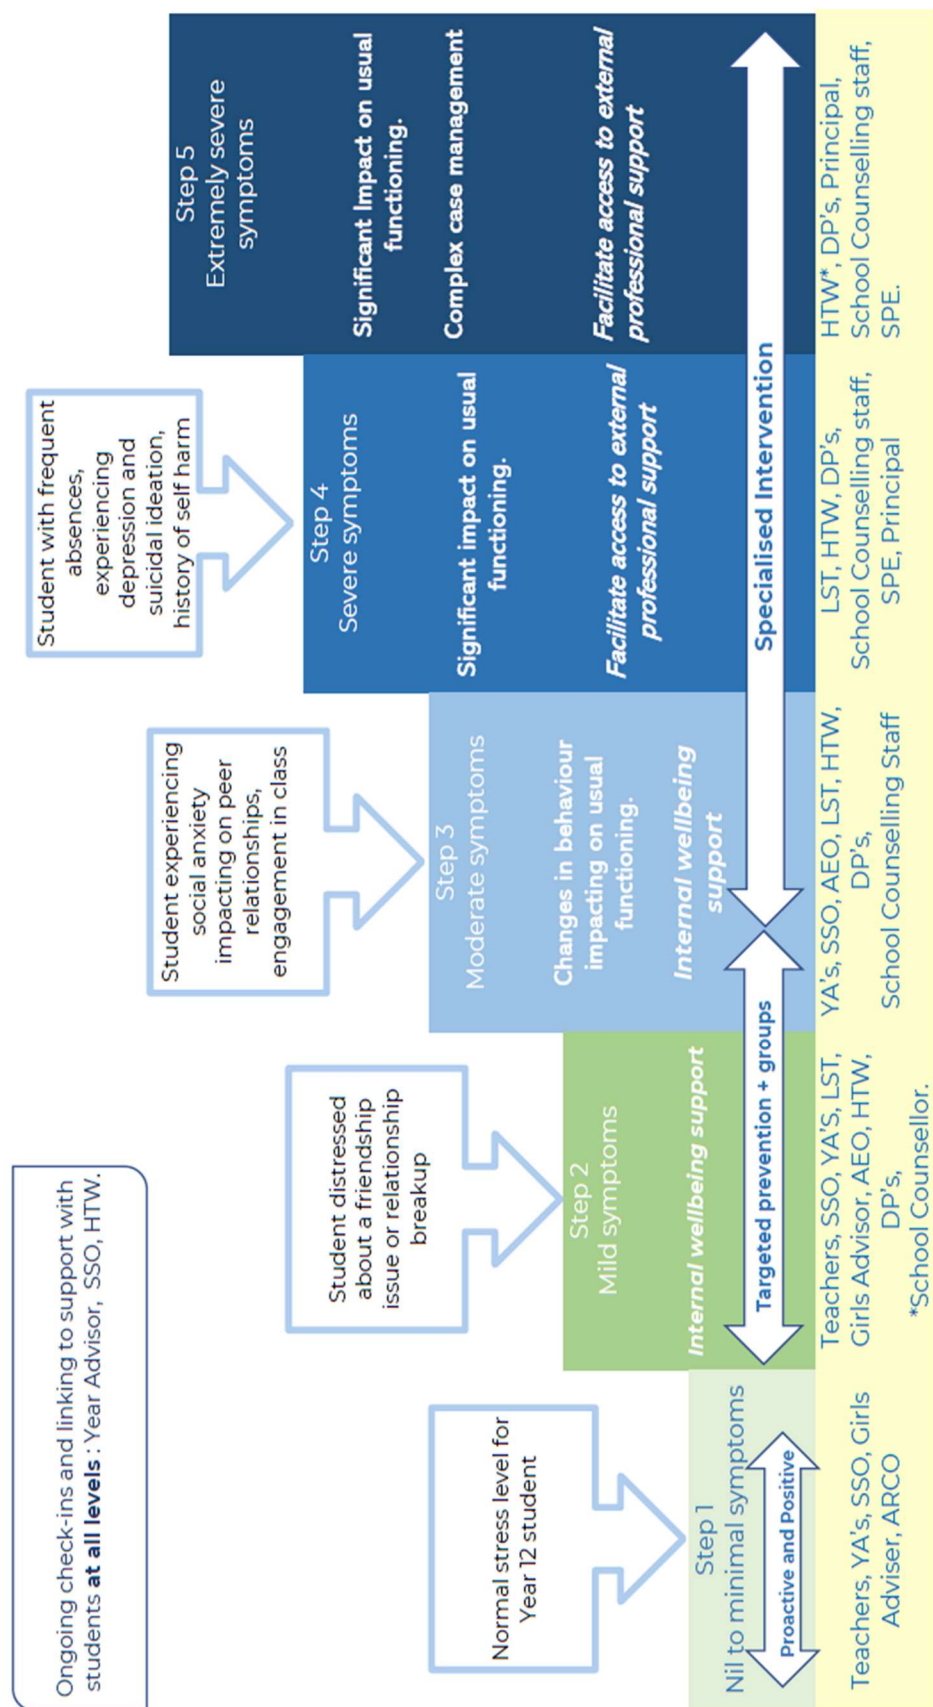 Ongoing check-ins and linking to support with
students at all levels : Year Advisor, SSO, HTW.
Normal stress level for
Year 12 student
Step 1
Nil to minimal symptoms
Proactive and Positive
Teachers, YA's, SSO, Girls
Adviser, ARCO
Student distressed
about a friendship
issue or relationship
breakup
Step 2
Mild symptoms
Internal wellbeing support
Targeted prevention + groups
Teachers, SSO, YA'S, LST,
Girls Advisor, AEO, HTW,
DP's,
*School Counsellor.
Student experiencing
social anxiety
impacting on peer
relationships,
engagement in class
Step 3
Moderate symptoms
Changes in behaviour
impacting on usual
functioning.
Internal wellbeing
support
YA's, SSO, AEO, LST, HTW,
DP's,
School Counselling Staff
Student with frequent
absences,
experiencing
depression and
suicidal ideation,
history of self harm
Step 4
Severe symptoms
Significant impact on usual
functioning.
Facilitate access to external
professional support
Specialised Intervention
LST, HTW, DP's,
School Counselling staff,
SPE, Principal
Step 5
Extremely severe
symptoms
Significant Impact on usual
functioning.
Complex case management
Facilitate access to external
professional support
HTW*, DP's, Principal,
School Counselling staff,
SPE.